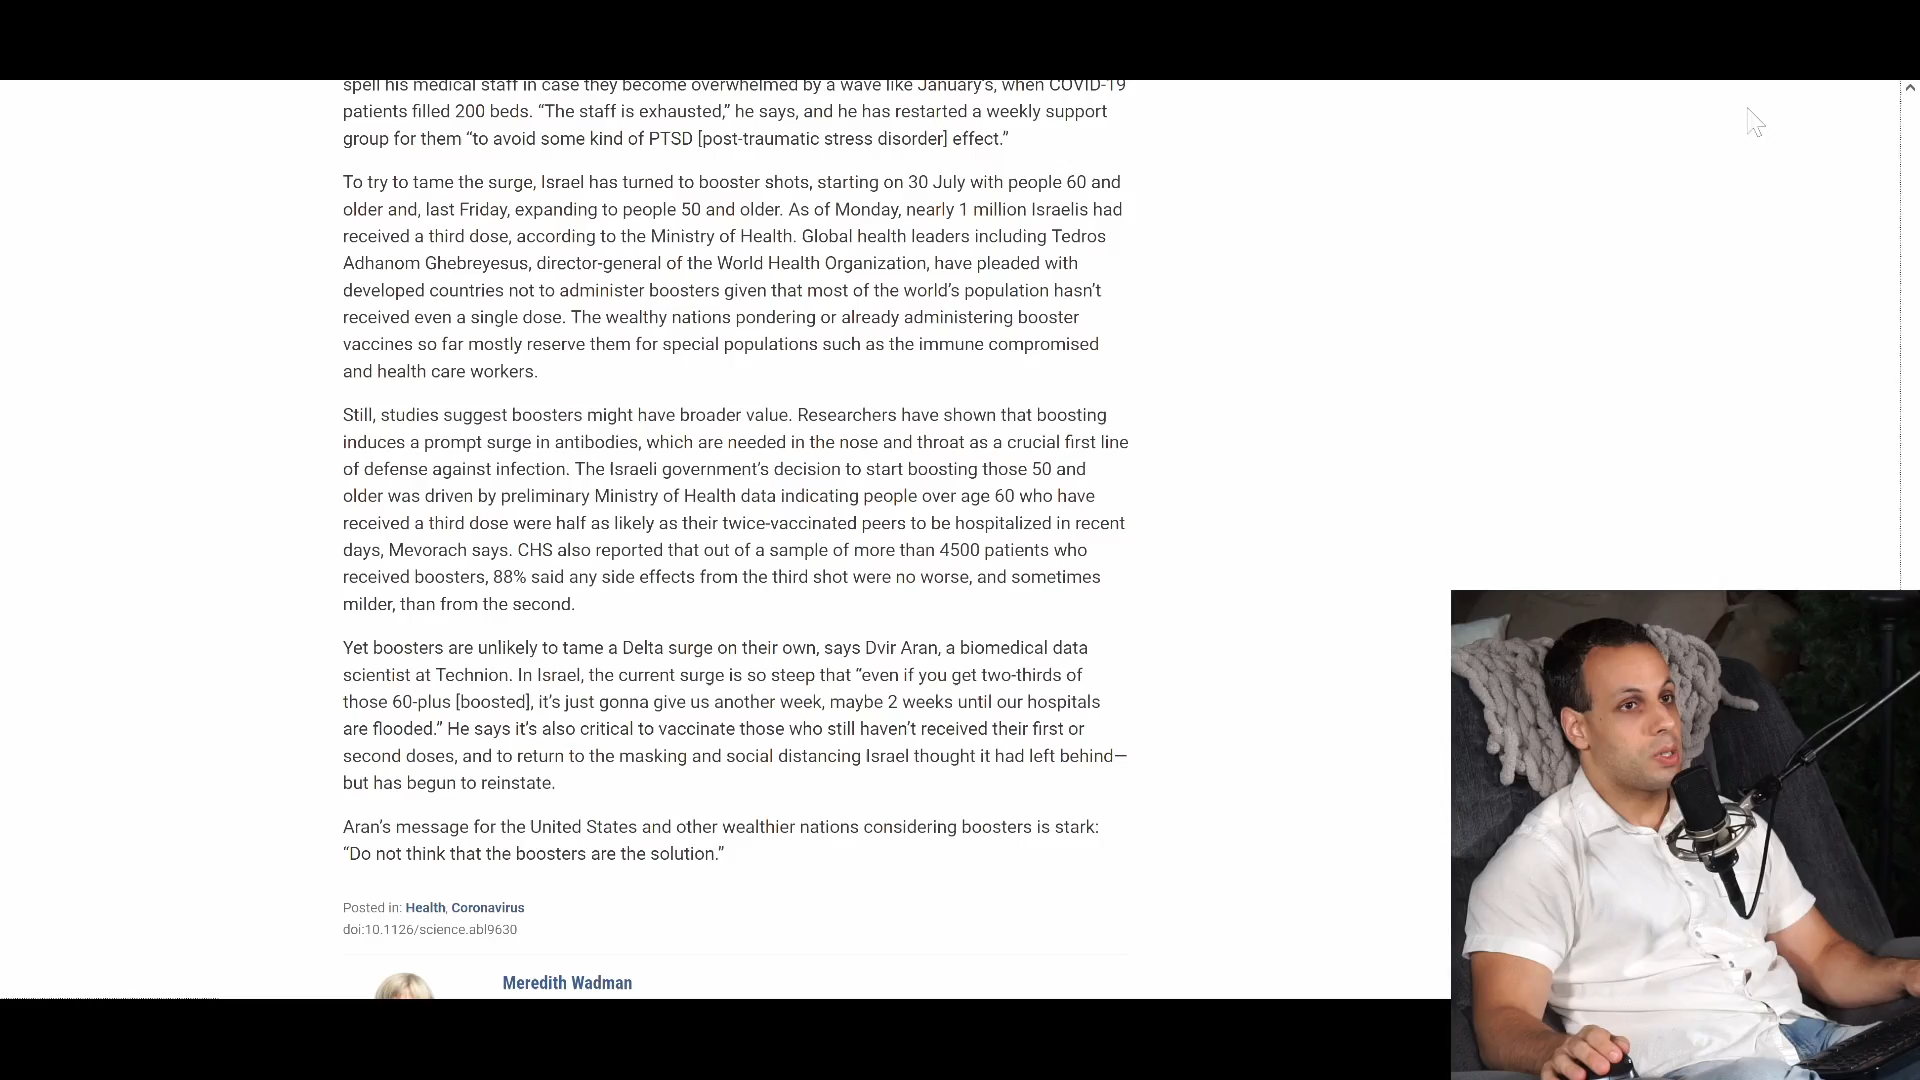 spell his medical staff in case they become overwhelmed by a wave like January's, when COVID-19
patients filled 200 beds. “The staff is exhausted,” he says, and he has restarted a weekly support
group for them “to avoid some kind of PTSD [post-traumatic stress disorder] effect.”
To try to tame the surge, Israel has turned to booster shots, starting on 30 July with people 60 and
older and, last Friday, expanding to people 50 and older. As of Monday, nearly 1 million Israelis had
received a third dose, according to the Ministry of Health. Global health leaders including Tedros
Adhanom Ghebreyesus, director-general of the World Health Organization, have pleaded with
developed countries not to administer boosters given that most of the world’s population hasn’t
received even a single dose. The wealthy nations pondering or already administering booster
vaccines so far mostly reserve them for special populations such as the immune compromised
and health care workers.
Still, studies suggest boosters might have broader value. Researchers have shown that boosting
induces a prompt surge in antibodies, which are needed in the nose and throat as a crucial first line
of defense against infection. The Israeli government’s decision to start boosting those 50 and
older was driven by preliminary Ministry of Health data indicating people over age 60 who have
received a third dose were half as likely as their twice-vaccinated peers to be hospitalized in recent
days, Mevorach says. CHS also reported that out of a sample of more than 4500 patients who
received boosters, 88% said any side effects from the third shot were no worse, and sometimes
milder, than from the second.
Yet boosters are unlikely to tame a Delta surge on their own, says Dvir Aran, a biomedical data
scientist at Technion. In Israel, the current surge is so steep that “even if you get two-thirds of
those 60-plus [boosted], it’s just gonna give us another week, maybe 2 weeks until our hospitals
are flooded.” He says it’s also critical to vaccinate those who still haven’t received their first or
second doses, and to return to the masking and social distancing Israel thought it had left behind—
but has begun to reinstate.
Aran’s message for the United States and other wealthier nations considering boosters is stark:
“Do not think that the boosters are the solution.”
Posted in: Health, Coronavirus
doi:10.1126/science.abl9630
Meredith Wadman